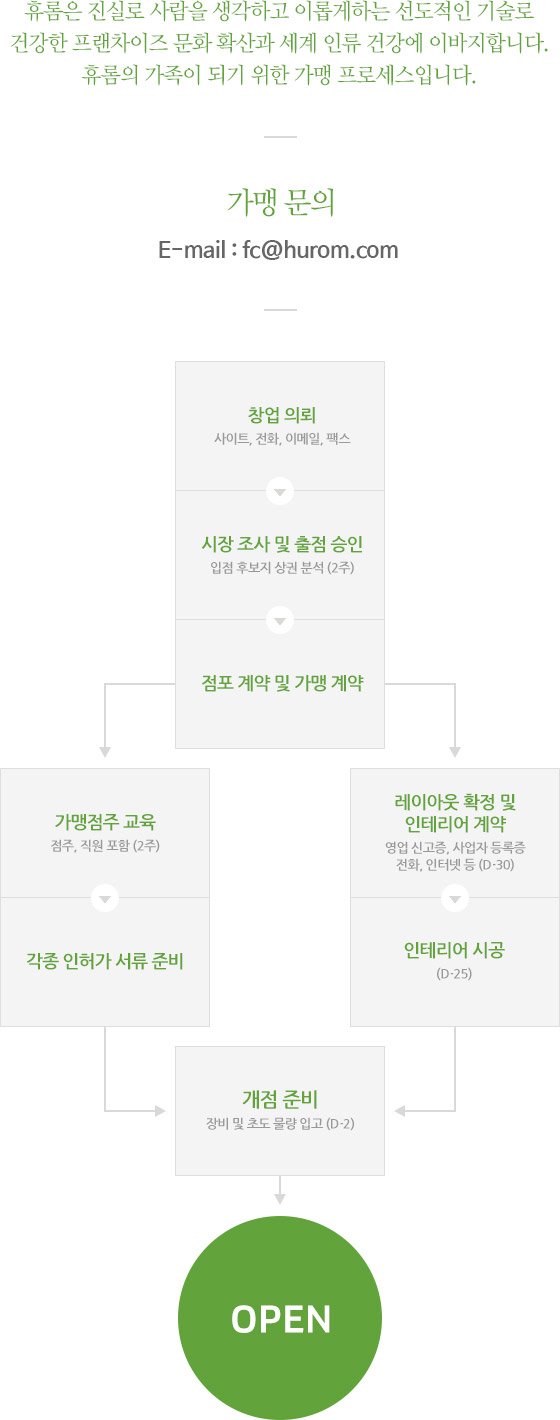 휴롬은 진실로 사람을 생각하고 이롭게하는 선도적인 기술로
건강한 프랜차이즈 문화 확산과 세계 인류 건강에 이바지합니다.
휴롬의 가족이 되기 위한 가맹 프로세스입니다.
가맹 문의
E-mail : fc@hurom.com
창업 의뢰
사이트, 전화, 이메일, 팩스
시장 조사 및 출점 승인
입점 후보지 상권 분석 (2주)
점포 계약 및 가맹 계약
가맹점주 교육
점주, 직원 포함 (2주)
각종 인허가 서류 준비
레이아웃 확정 및
인테리어 계약
영업 신고증, 사업자 등록증
전화, 인터넷 등 (D-30)
인테리어 시공
(D-25)
개점 준비
장비 및 초도 물량 입고 (D-2)
OPEN